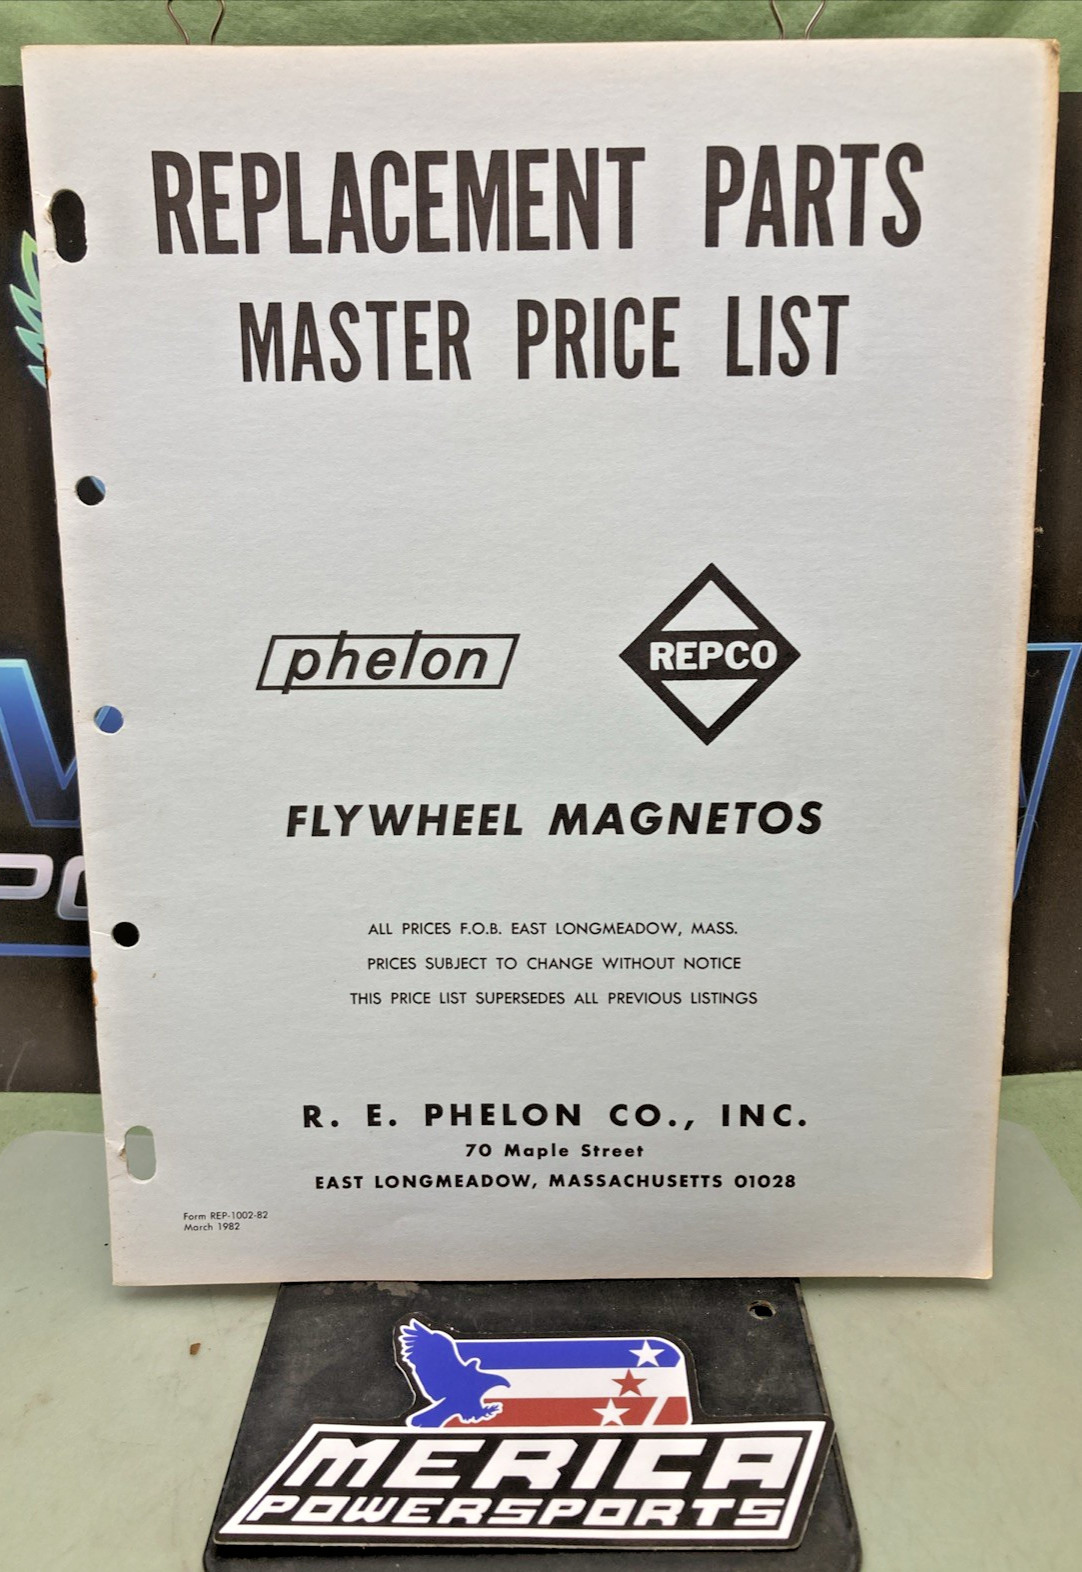 REPLACEMENT PARTS
MASTER PRICE LIST
phelon
REPCO
FLYWHEEL MAGNETOS
ALL PRICES F.O.B. EAST LONGMEADOW, MASS.
PRICES SUBJECT TO CHANGE WITHOUT NOTICE
THIS PRICE LIST SUPERSEDES ALL PREVIOUS LISTINGS
R. E. PHELON CO., INC.
70 Maple Street
EAST LONGMEADOW, MASSACHUSETTS 01028
Form REP-1002-82
March 1982
MERICA
POWERSPORTS